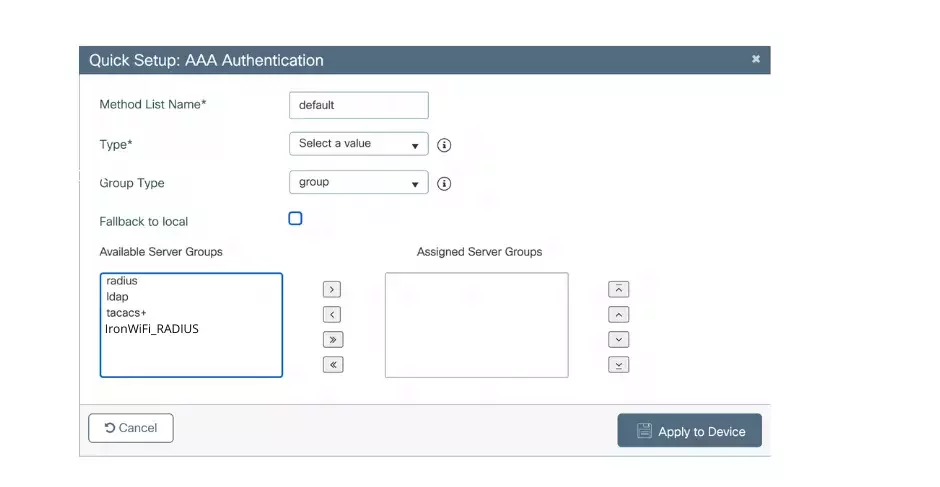 Quick Setup: AAA Authentication
Method List Name*
default
Type*
Select a value
Group Type
group
Fallback to local
Available Server Groups
Assigned Server Groups
radius
ldap
tacacs+
IronWiFi_RADIUS
Cancel
Apply to Device